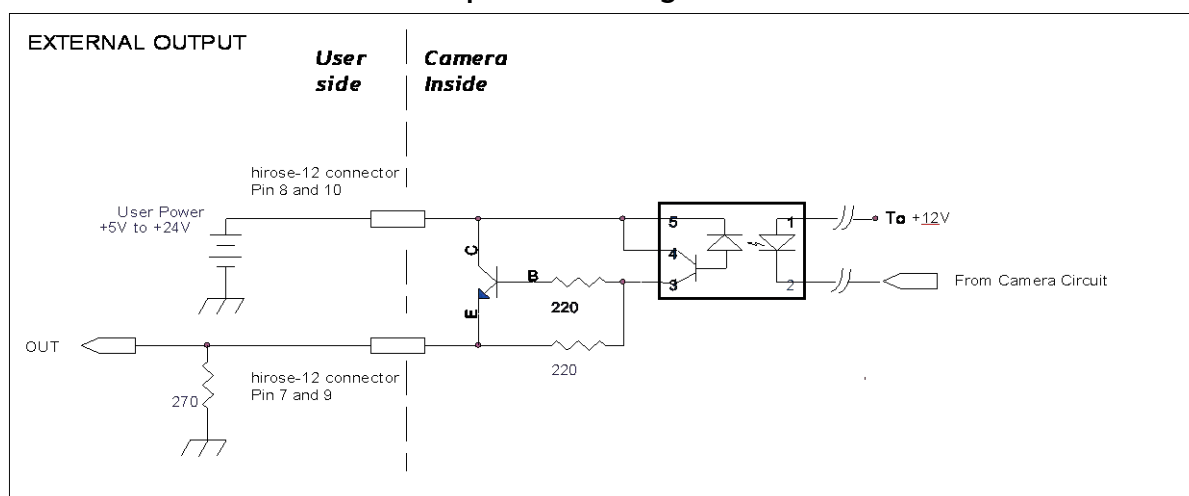 EXTERNAL OUTPUT
User
side
Camera
Inside
hirose-12 connector
Pin 8 and 10
User Power
+5V to +24V
5
1
To +12V
C
4
B
3
2
From Camera Circuit
220
E
OUT
220
hirose-12 connector
Pin 7 and 9
270